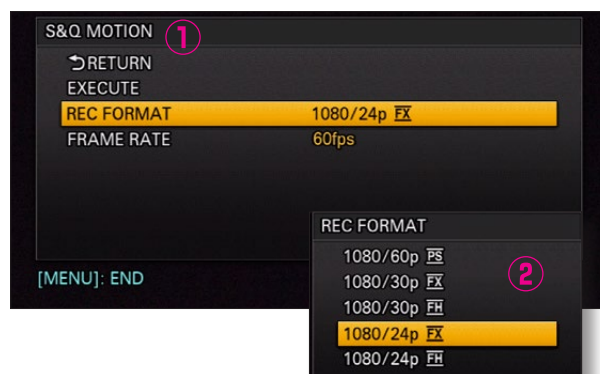 S&Q MOTION ①
⮌RETURN
EXECUTE
REC FORMAT 1080/24p FX
FRAME RATE 60fps
[MENU]: END
REC FORMAT
1080/60p PS
②
1080/30p FX
1080/30p FH
1080/24p FX
1080/24p FH